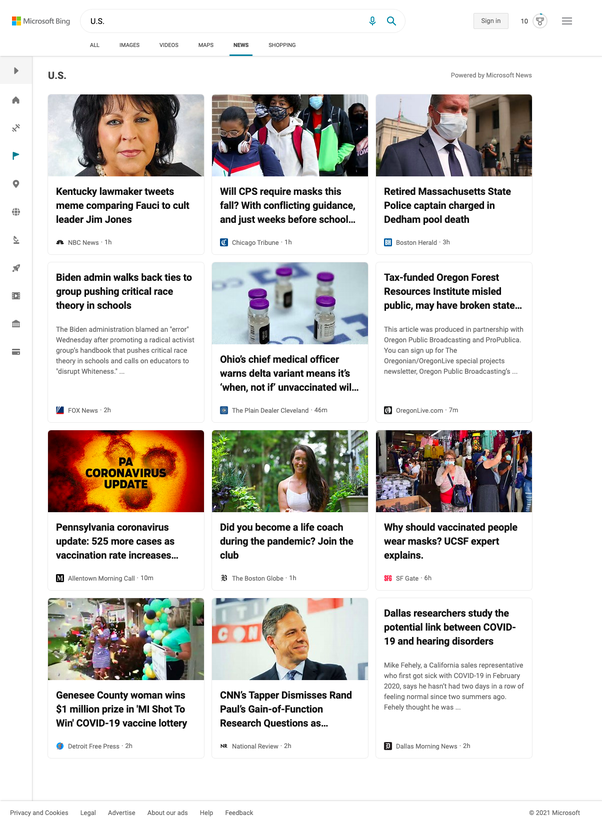 Microsoft Bing
U.S.
Sign in
10
ALL
IMAGES
VIDEOS
MAPS
NEWS
SHOPPING
U.S.
Powered by Microsoft News
Kentucky lawmaker tweets
meme comparing Fauci to cult
leader Jim Jones
NBC News · 1h
Will CPS require masks this
fall? With conflicting guidance,
and just weeks before school...
Chicago Tribune · 1h
Retired Massachusetts State
Police captain charged in
Dedham pool death
Boston Herald · 3h
Biden admin walks back ties to
group pushing critical race
theory in schools
The Biden administration blamed an "error"
Wednesday after promoting a radical activist
group's handbook that pushes critical race
theory in schools and calls on educators to
"disrupt Whiteness." ...
FOX News · 2h
Ohio's chief medical officer
warns delta variant means it's
'when, not if' unvaccinated wil...
The Plain Dealer Cleveland · 46m
Tax-funded Oregon Forest
Resources Institute misled
public, may have broken state...
This article was produced in partnership with
Oregon Public Broadcasting and ProPublica.
You can sign up for The
Oregonian/OregonLive special projects
newsletter, Oregon Public Broadcasting's ...
OregonLive.com · 7m
PA
CORONAVIRUS
UPDATE
Pennsylvania coronavirus
update: 525 more cases as
vaccination rate increases...
Allentown Morning Call · 10m
Did you become a life coach
during the pandemic? Join the
club
The Boston Globe · 1h
Why should vaccinated people
wear masks? UCSF expert
explains.
SF Gate · 6h
Genesee County woman wins
$1 million prize in 'MI Shot To
Win' COVID-19 vaccine lottery
Detroit Free Press · 2h
CNN's Tapper Dismisses Rand
Paul's Gain-of-Function
Research Questions as...
NR
National Review · 2h
Dallas researchers study the
potential link between COVID-
19 and hearing disorders
Mike Fehely, a California sales representative
who first got sick with COVID-19 in February
2020, says he hasn't had two days in a row of
feeling normal since two summers ago.
Fehely thought he was ...
Dallas Morning News · 2h
Privacy and Cookies
Legal
Advertise
About our ads
Help
Feedback
© 2021 Microsoft